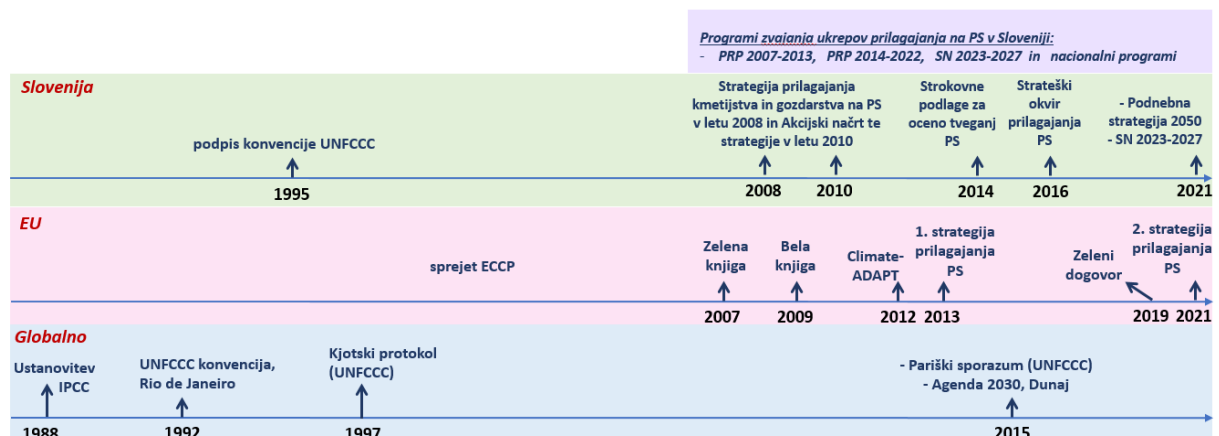 Programi zvajanja ukrepov prilagajanja na PS v Sloveniji:
- PRP 2007-2013, PRP 2014-2022, SN 2023-2027 in nacionalni programi
Slovenija
podpis konvencije UNFCCC
1995
Strategija prilagajanja
kmetijstva in gozdarstva na PS
v letu 2008 in Akcijski načrt te
strategije v letu 2010
2008
2010
Strokovne
podlage za
oceno tveganj
PS
2014
Strateški
okvir
prilagajanja
PS
2016
- Podnebna
strategija 2050
- SN 2023-2027
2021
EU
sprejet ECCP
Zelena
knjiga
2007
Bela
knjiga
2009
Climate-
ADAPT
2012
1. strategija
prilagajanja
PS
2013
Zeleni
dogovor
2019
2. strategija
prilagajanja
PS
2021
Globalno
Ustanovitev
IPCC
1988
UNFCCC konvencija,
Rio de Janeiro
1992
Kjotski protokol
(UNFCCC)
1997
- Pariški sporazum (UNFCCC)
- Agenda 2030, Dunaj
2015